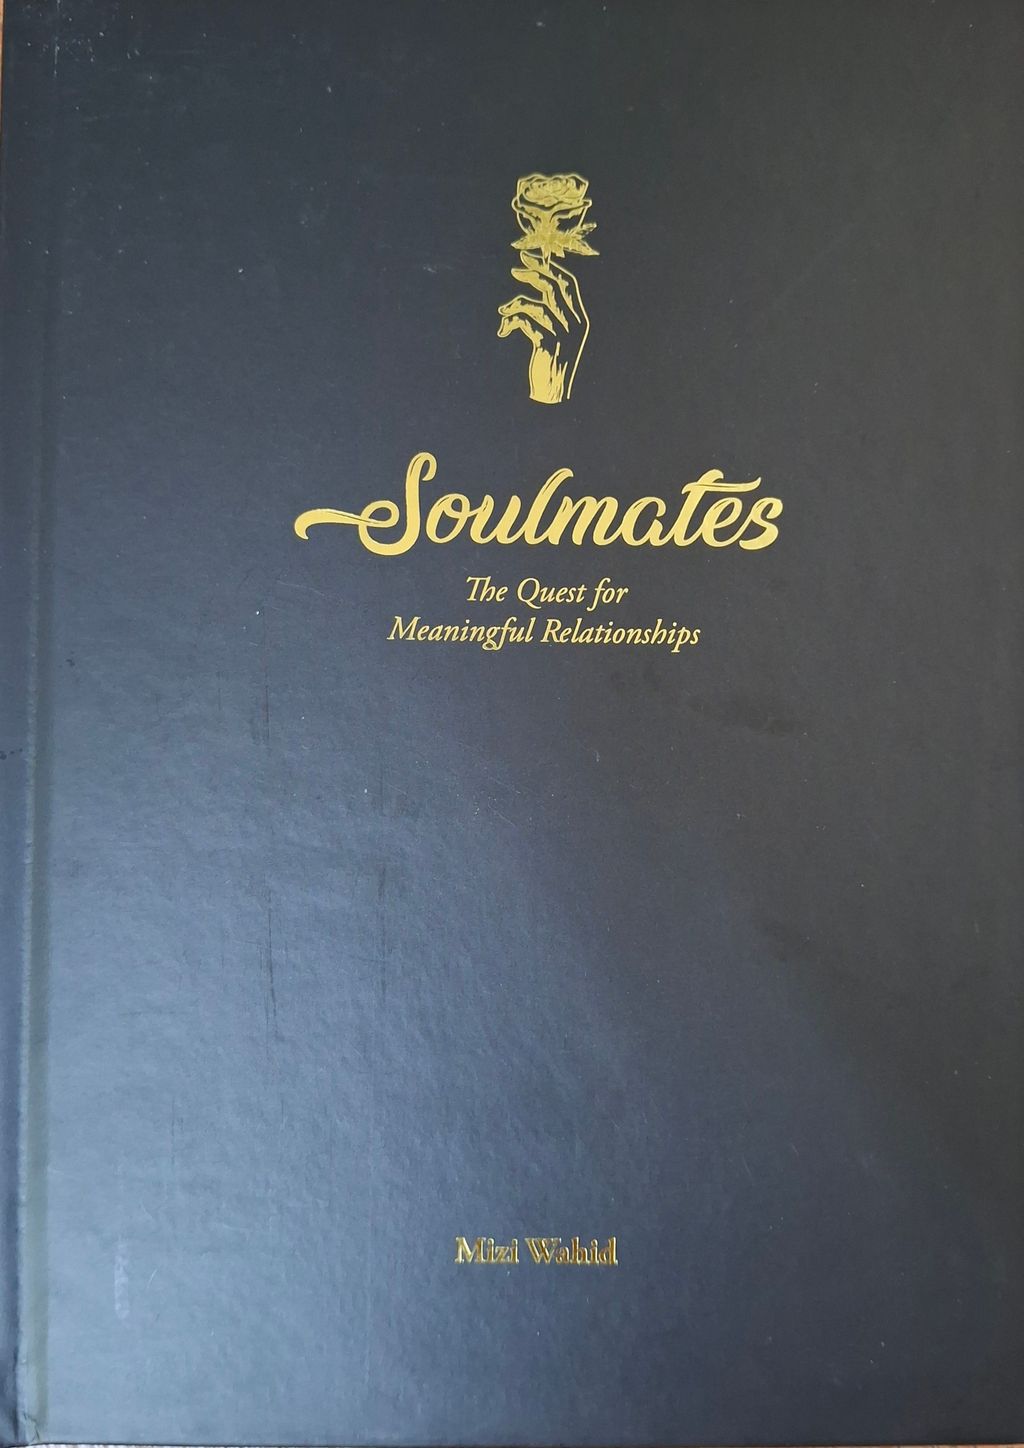 Soulmates
The Quest for
Meaningful Relationships
Mizi Wahid